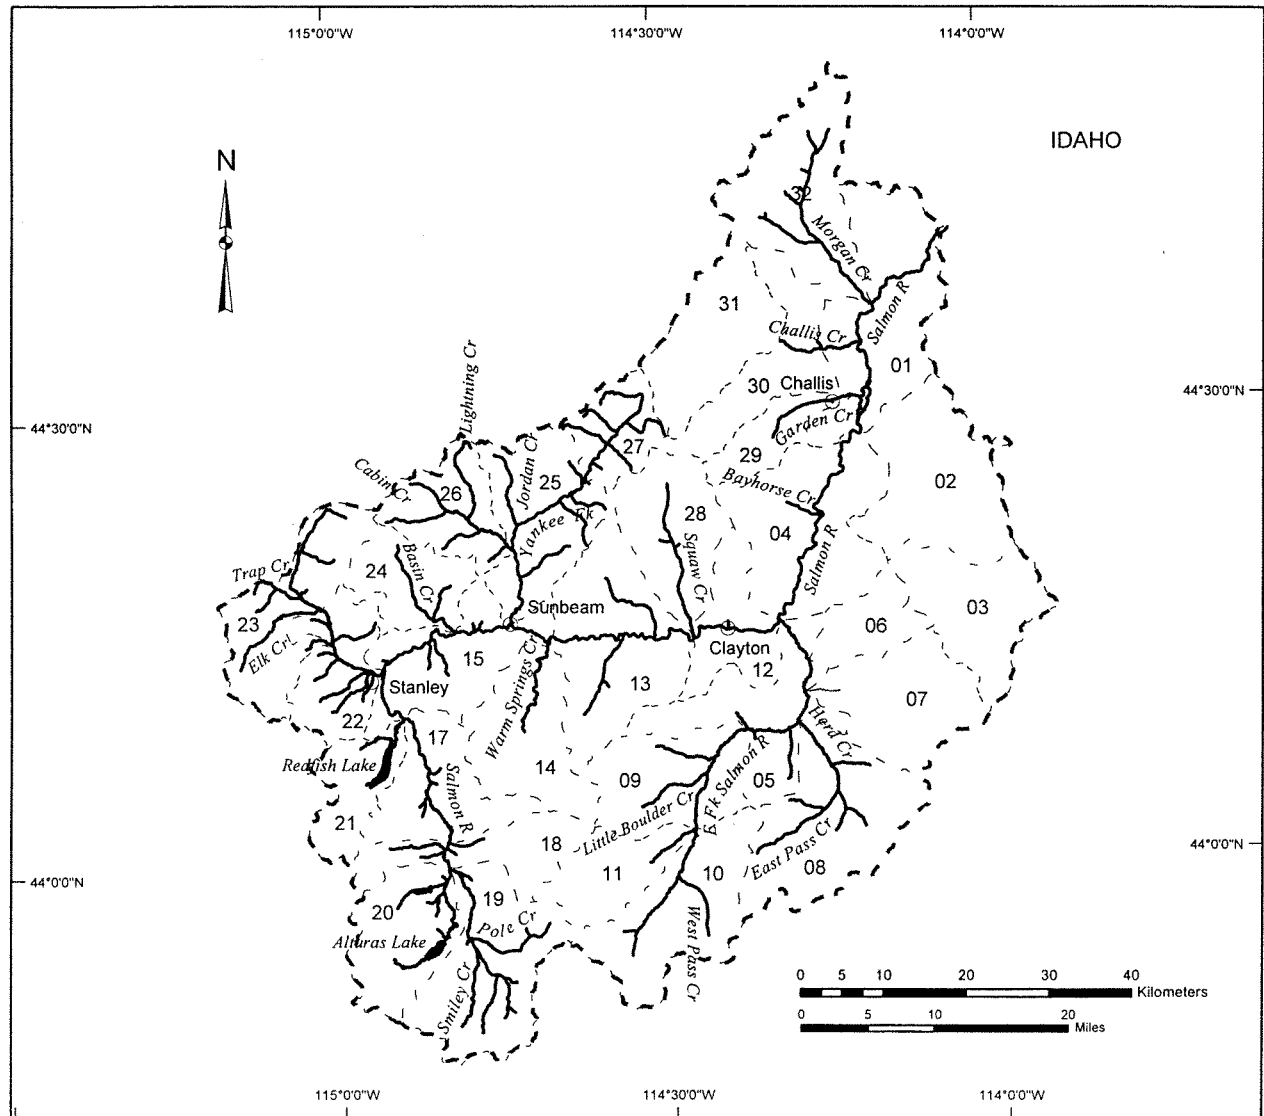 115°0'0"W
114°30'0"W
114°0'0"W
IDAHO
N
32
Morgan Cr
31
Salmon R
Challis Cr
01
Lightning Cr
30
Challis
44°30'0"N
44°30'0"N
Garden Cr
Jordan Cr
27
29
Cabin Cr
26
25
Bayhorse Cr
02
Yankee Fk
28
04
Basin Cr
Squaw Cr
Salmon R
Trap Cr
24
Sunbeam
03
23
06
Elk Crl
15
Clayton
Warm Springs Cr
12
Stanley
13
07
22
17
Herd Cr
Redfish Lake
14
09
E Fk Salmon R
05
Salmon R
Little Boulder Cr
21
18
East Pass Cr
44°0'0"N
44°0'0"N
11
10
08
19
20
Pole Cr
Alturas Lake
West Pass Cr
Smiley Cr
0 5 10 20 30 40
Kilometers
0 5 10 20
Miles
115°0'0"W
114°30'0"W
114°0'0"W